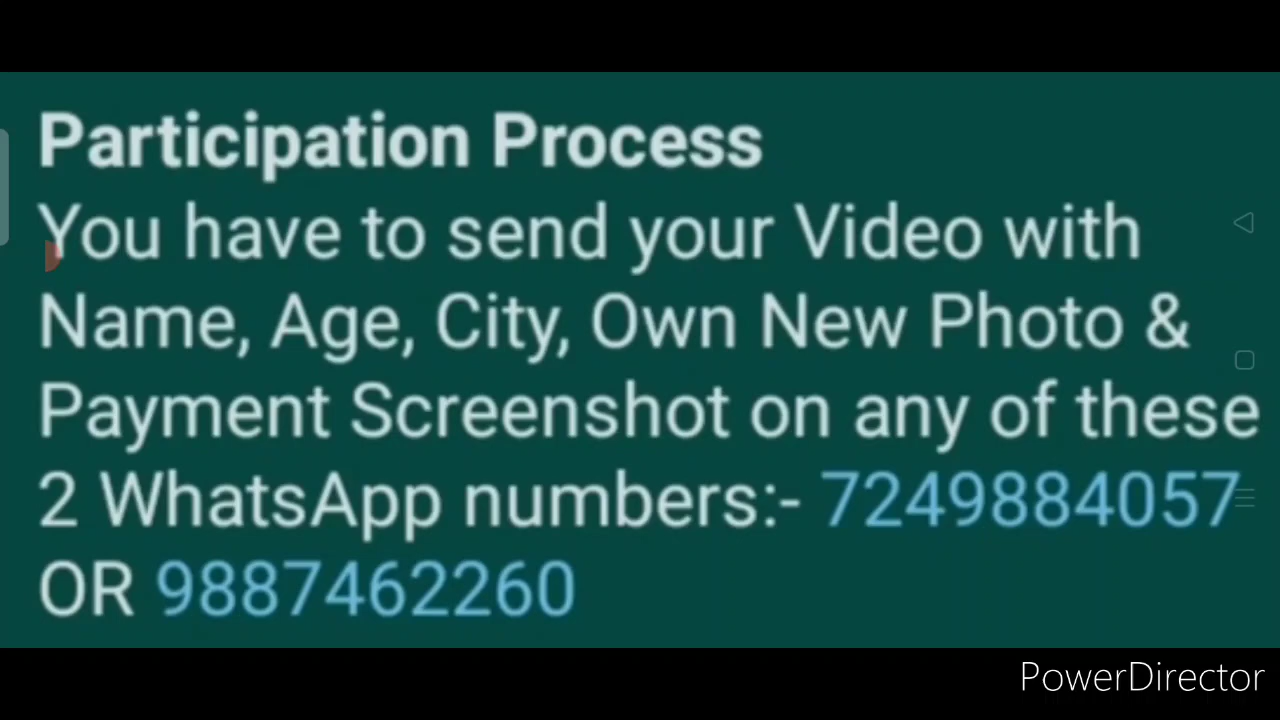 Participation Process
You have to send your Video with
Name, Age, City, Own New Photo &
Payment Screenshot on any of these
2 WhatsApp numbers:- 7249884057
OR 9887462260
PowerDirector